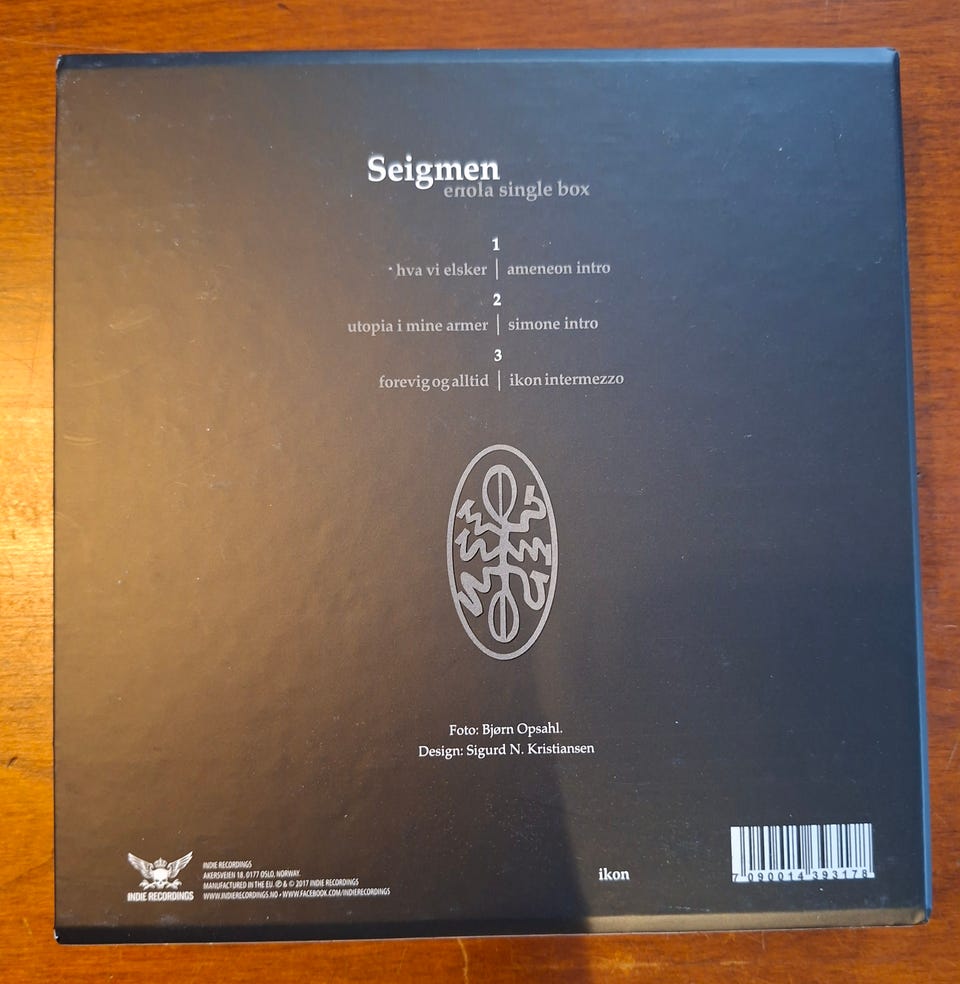 Seigmen
enola single box
1
hva vi elsker | ameneon intro
2
utopia i mine armer | simone intro
3
forevig og alltid | ikon intermezzo
Foto: Bjørn Opsahl.
Design: Sigurd N. Kristiansen
INDIE RECORDINGS
INDIE RECORDINGS
AKERSVEIEN 18, 0177 OSLO, NORWAY.
MANUFACTURED IN THE EU. ℗ & © 2017 INDIE RECORDINGS
WWW.INDIERECORDINGS.NO • WWW.FACEBOOK.COM/INDIERECORDINGS
ikon
7 090014 393178